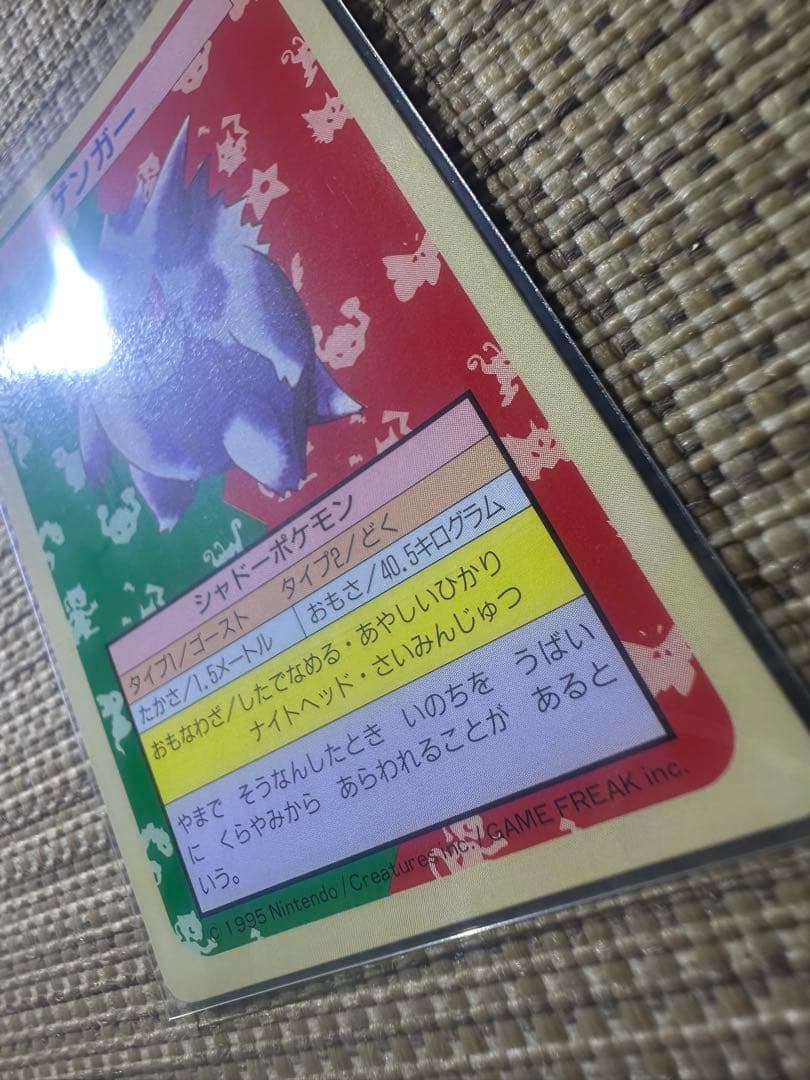 ゲンガー
シャドーポケモン
タイプ1/ゴースト タイプ2/どく
たかさ/1.5メートル おもさ/40.5キログラム
おもなわざ/したでなめる・あやしいひかり
ナイトヘッド・さいみんじゅつ
やまで そうなんしたとき いのちを うばい
に くらやみから あらわれることが あると
いう。
© 1995 Nintendo/Creatures inc./GAME FREAK inc.